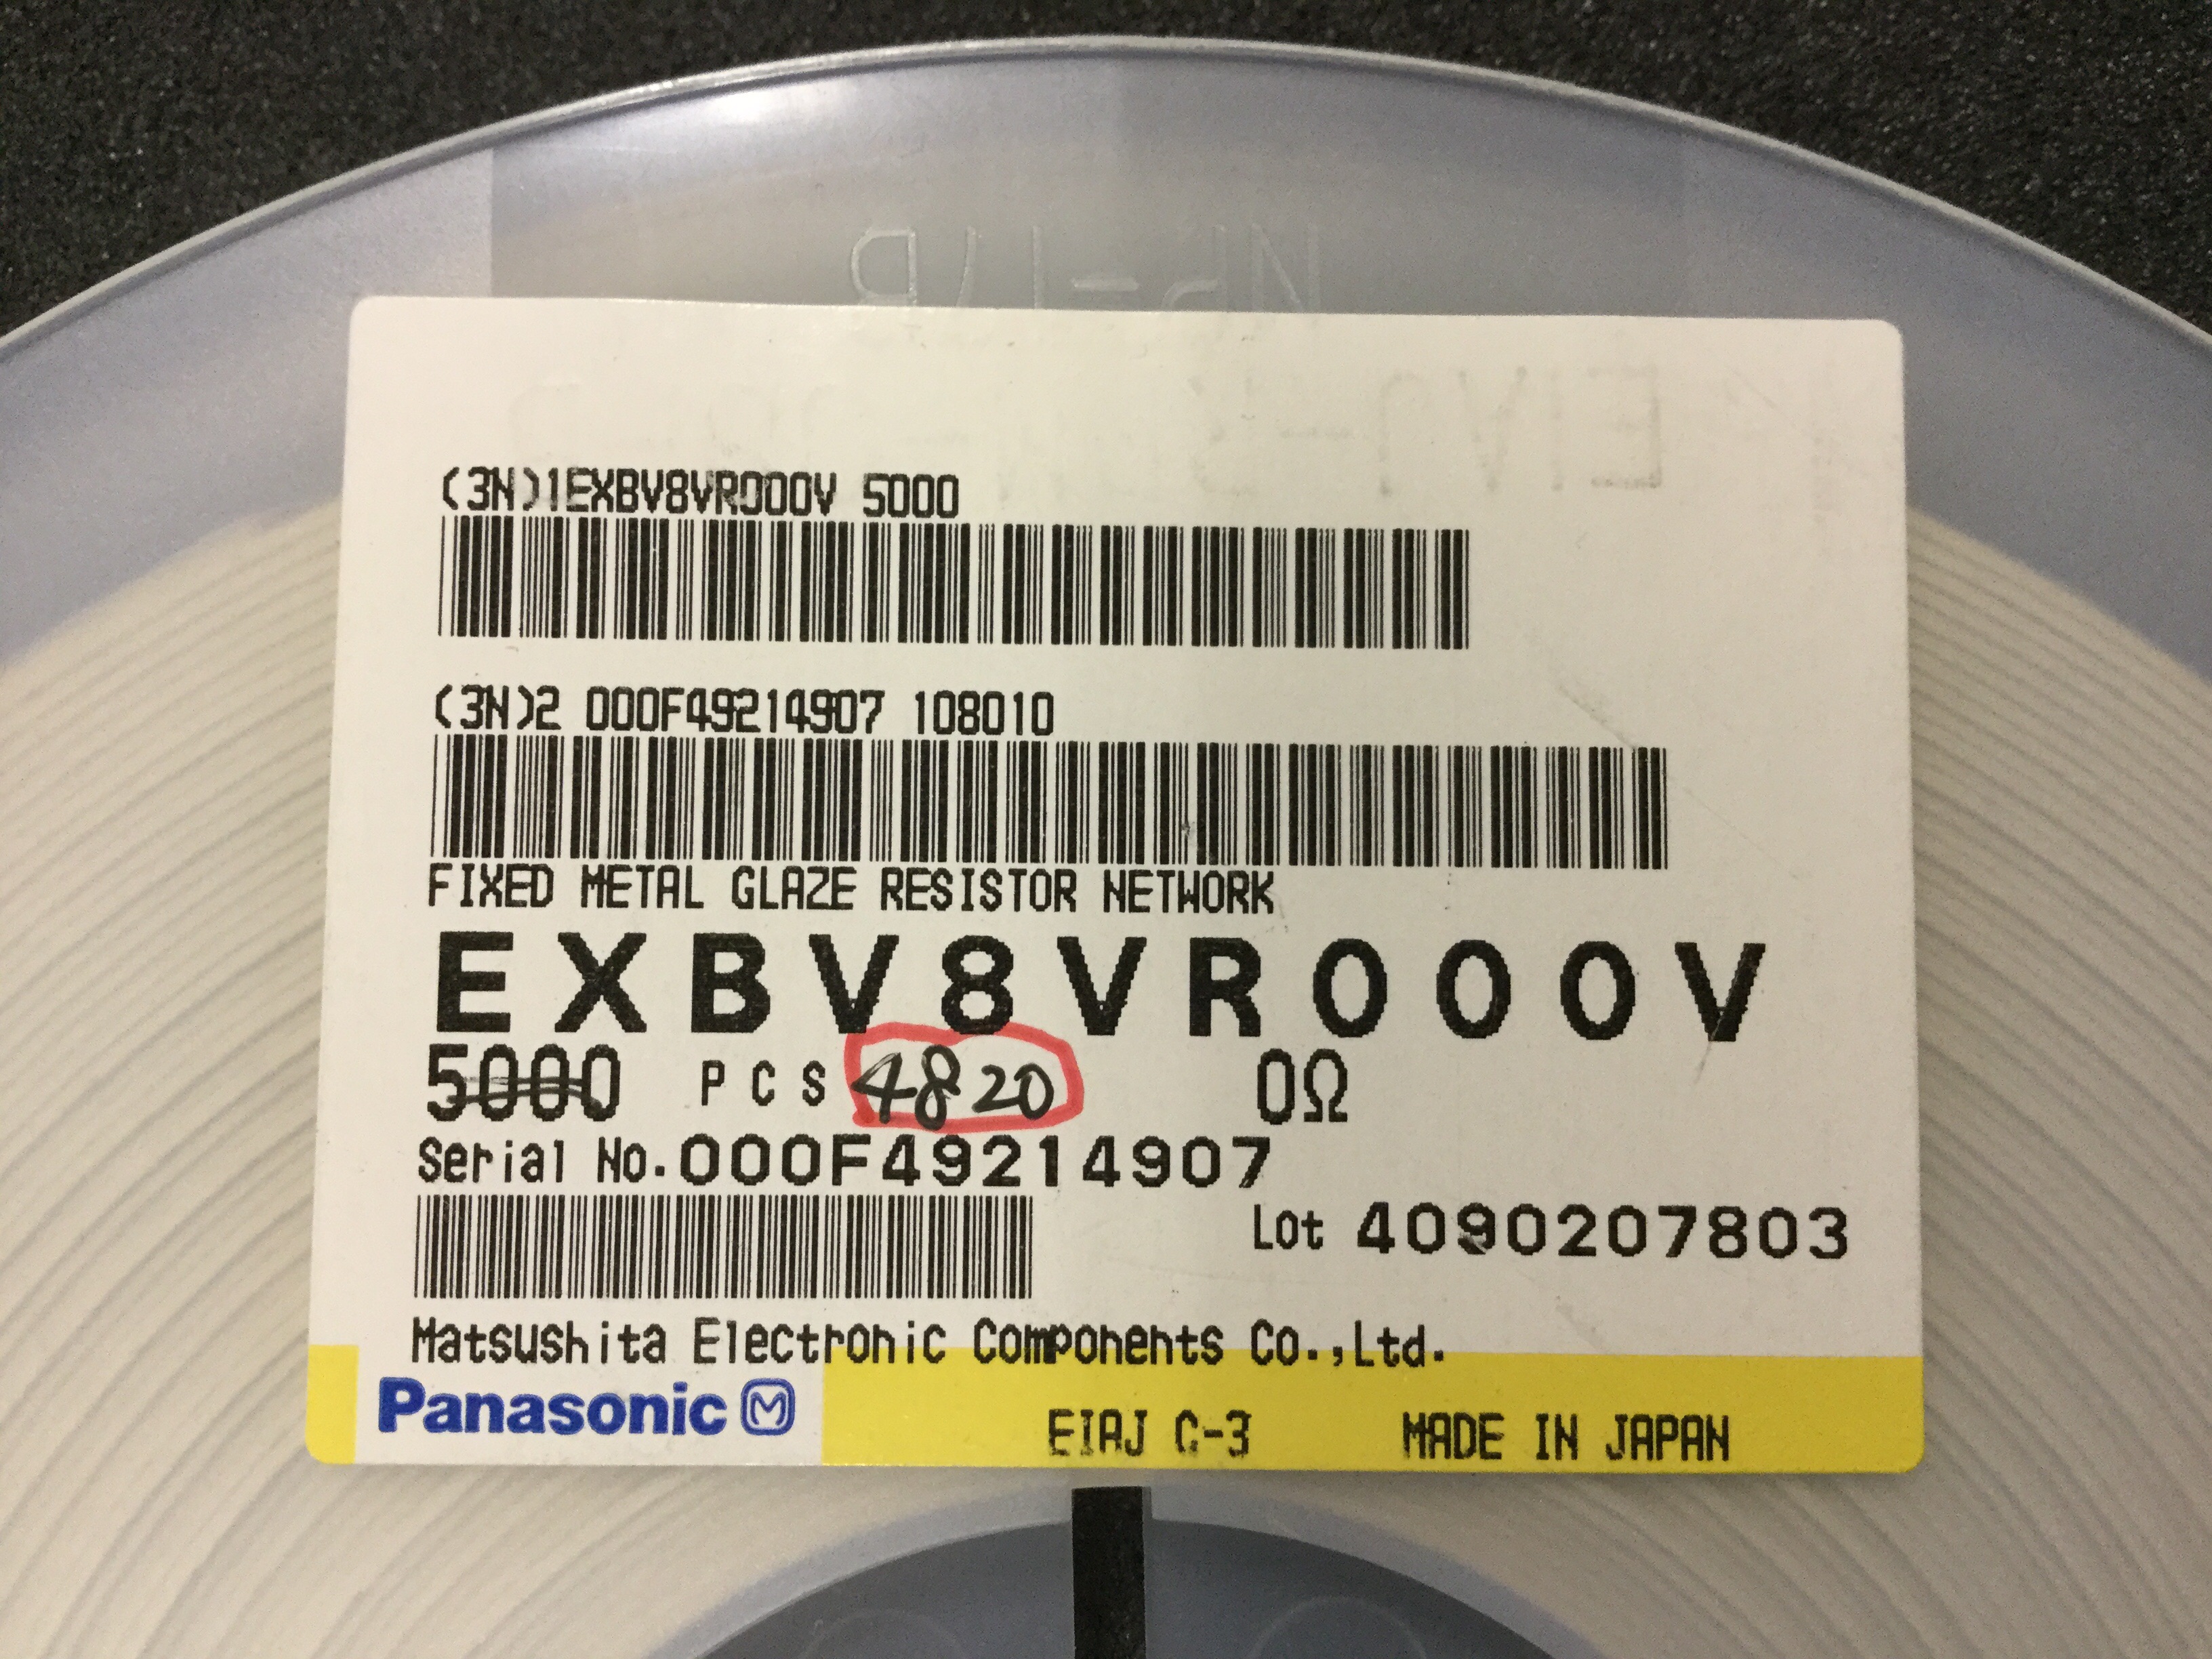 (3N)1EXBV8VR000V 5000
(3N)2 000F49214907 108010
FIXED METAL GLAZE RESISTOR NETWORK
EXBV8VR000V
5000 PCS 4820 0Ω
Serial No.000F49214907
Lot 4090207803
Matsushita Electronic Components Co.,Ltd.
Panasonic M
EIAJ C-3 MADE IN JAPAN